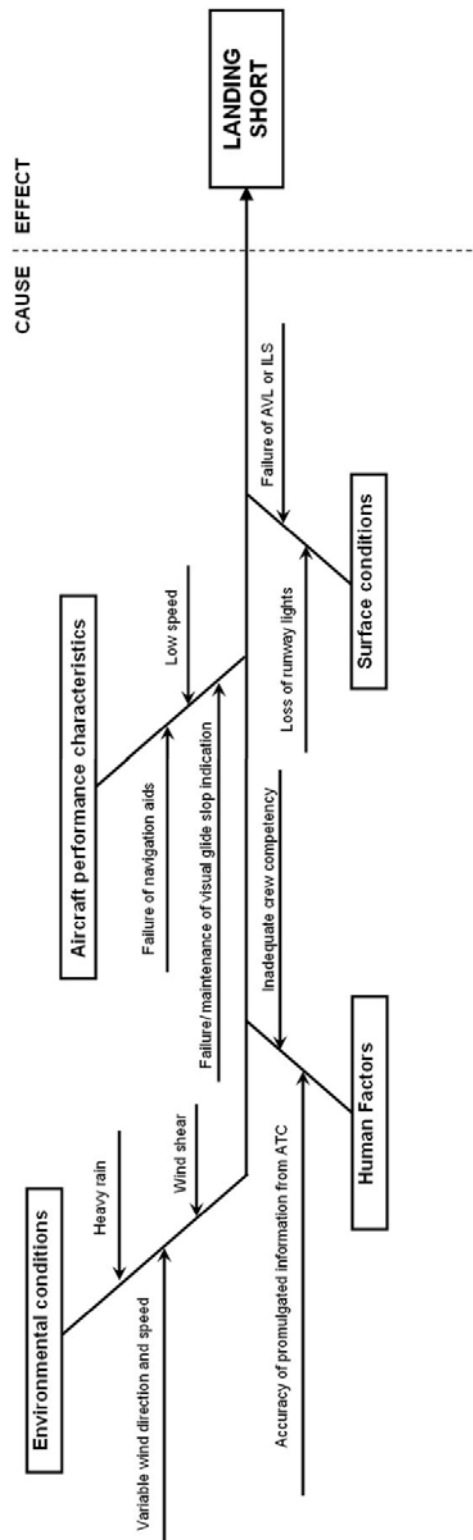 CAUSE
EFFECT
Environmental conditions
Heavy rain
Variable wind direction and speed
Wind shear
Aircraft performance characteristics
Low speed
Failure of navigation aids
Failure/ maintenance of visual glide slop indication
LANDING
SHORT
Inadequate crew competency
Accuracy of promulgated information from ATC
Human Factors
Failure of AVL or ILS
Loss of runway lights
Surface conditions